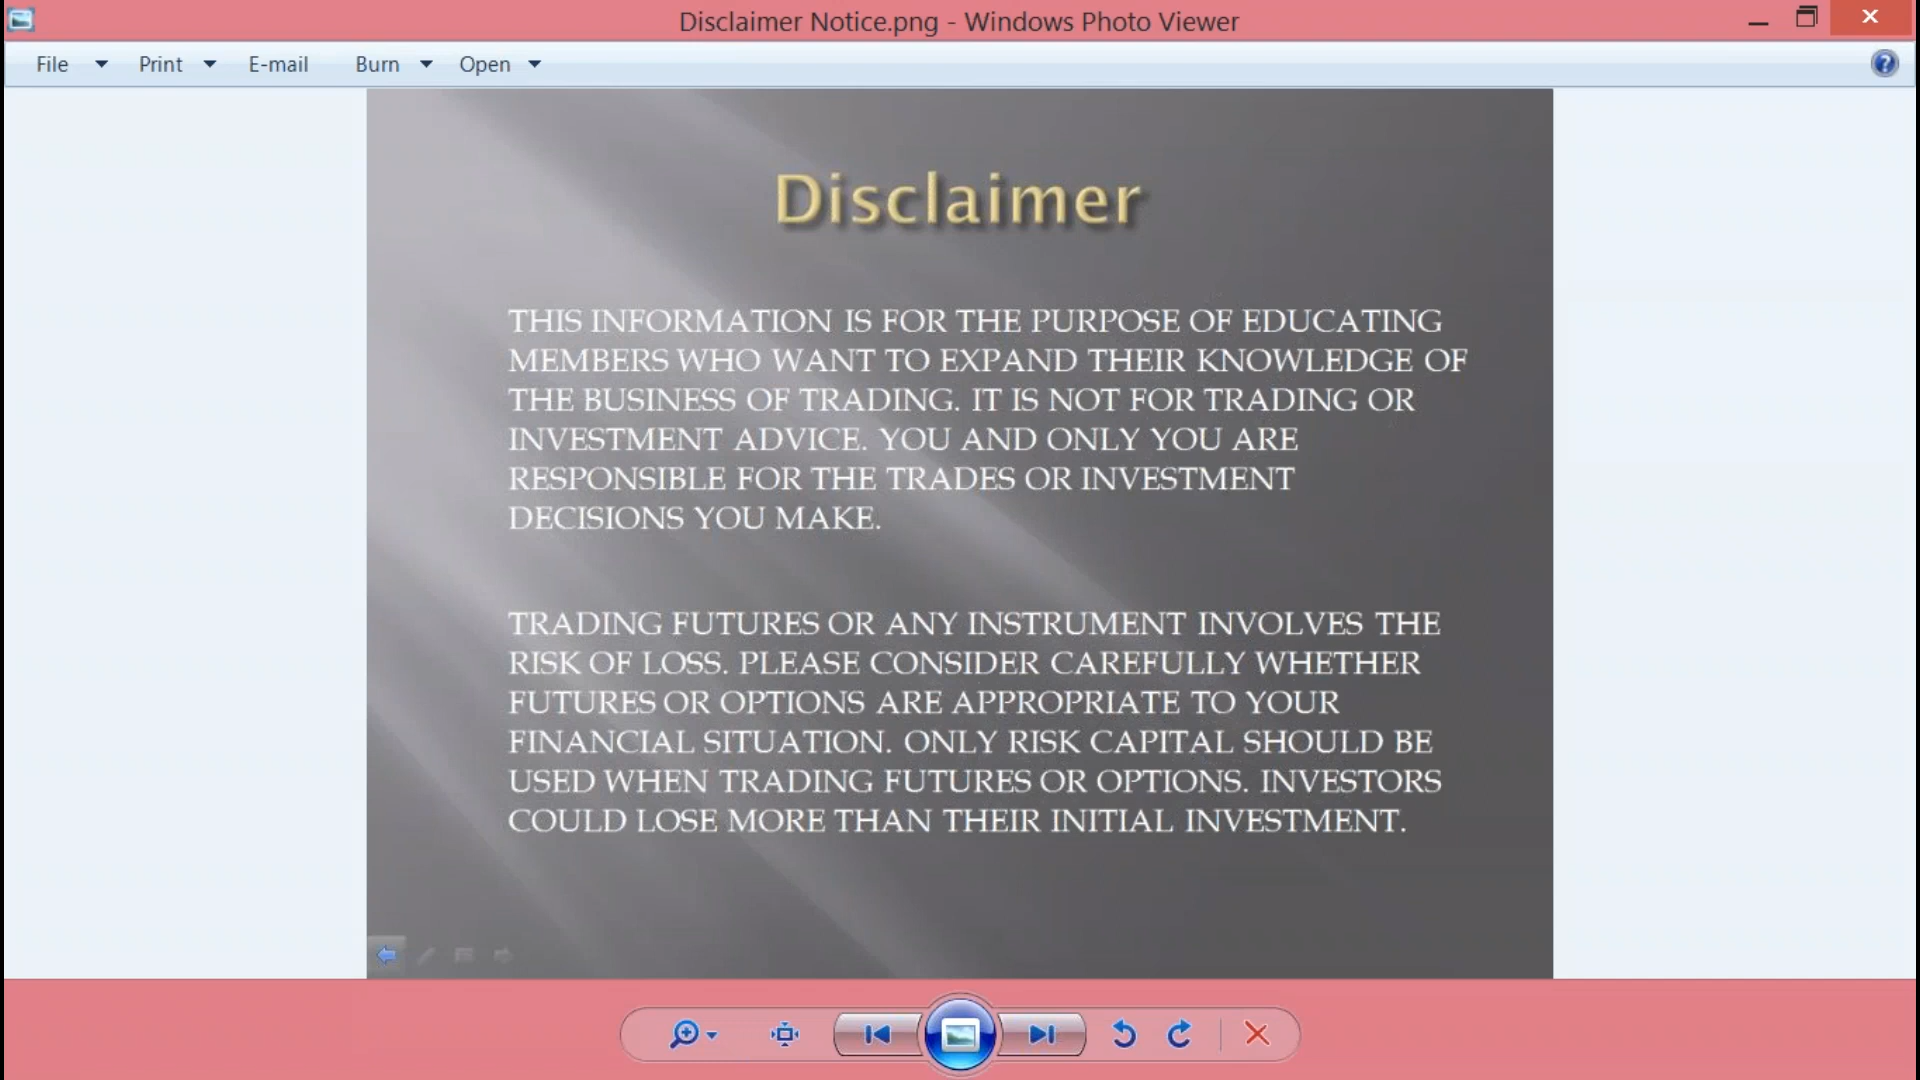 Disclaimer Notice.png - Windows Photo Viewer
File Print E-mail Burn Open
Disclaimer
THIS INFORMATION IS FOR THE PURPOSE OF EDUCATING
MEMBERS WHO WANT TO EXPAND THEIR KNOWLEDGE OF
THE BUSINESS OF TRADING. IT IS NOT FOR TRADING OR
INVESTMENT ADVICE. YOU AND ONLY YOU ARE
RESPONSIBLE FOR THE TRADES OR INVESTMENT
DECISIONS YOU MAKE.
TRADING FUTURES OR ANY INSTRUMENT INVOLVES THE
RISK OF LOSS. PLEASE CONSIDER CAREFULLY WHETHER
FUTURES OR OPTIONS ARE APPROPRIATE TO YOUR
FINANCIAL SITUATION. ONLY RISK CAPITAL SHOULD BE
USED WHEN TRADING FUTURES OR OPTIONS. INVESTORS
COULD LOSE MORE THAN THEIR INITIAL INVESTMENT.